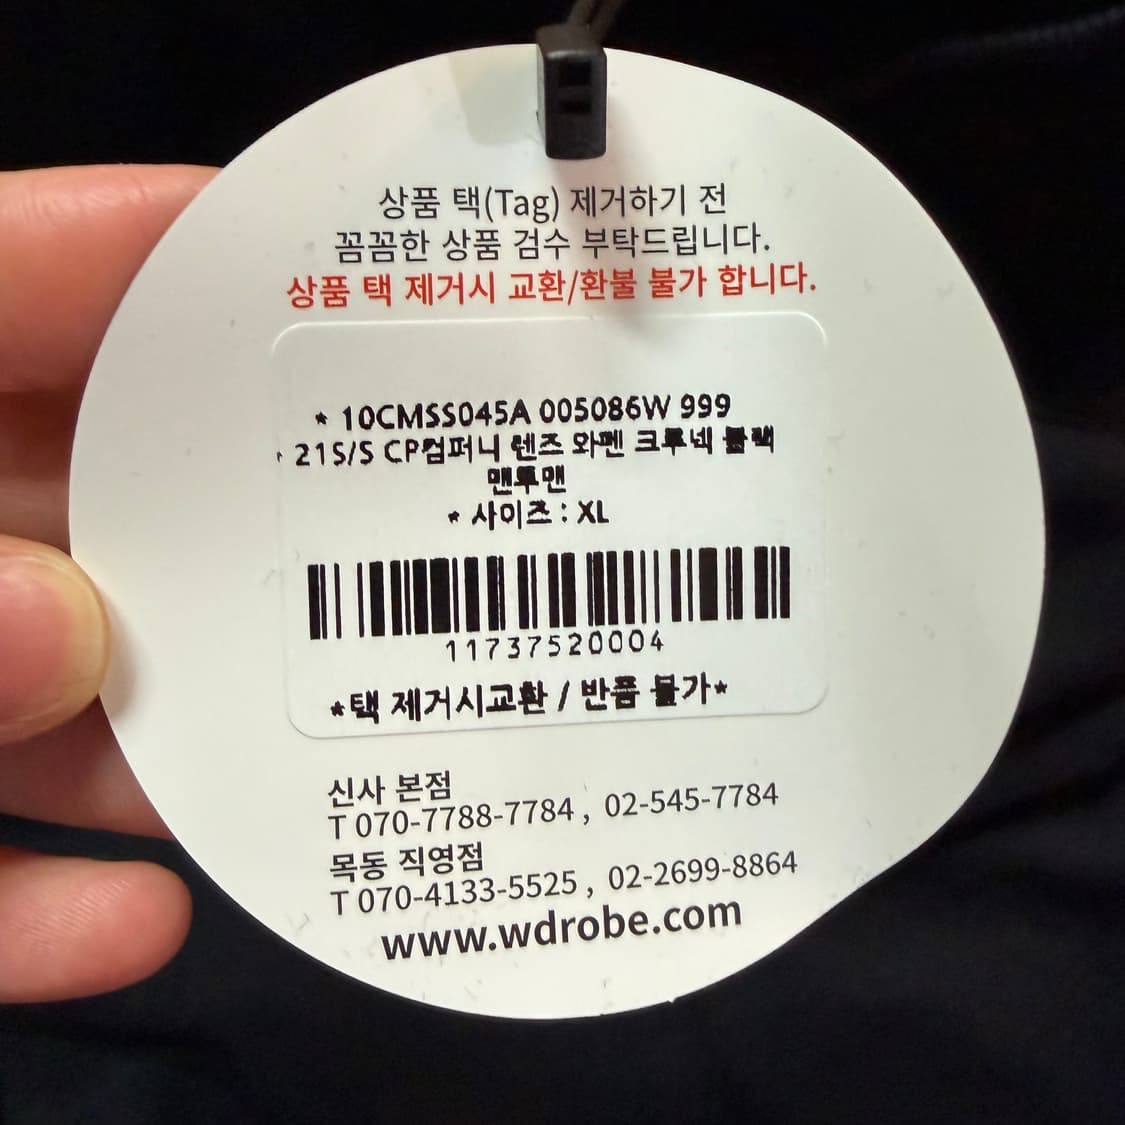 상품 택(Tag) 제거하기 전
꼼꼼한 상품 검수 부탁드립니다.
상품 택 제거시 교환/환불 불가 합니다.
* 10CMSS045A 005086W 999
* 21S/S CP컴퍼니 렌즈 와펜 크루넥 블랙
맨투맨
* 사이즈 : XL
11737520004
*택 제거시교환 / 반품 불가*
신사 본점
T 070-7788-7784 , 02-545-7784
목동 직영점
T 070-4133-5525 , 02-2699-8864
www.wdrobe.com